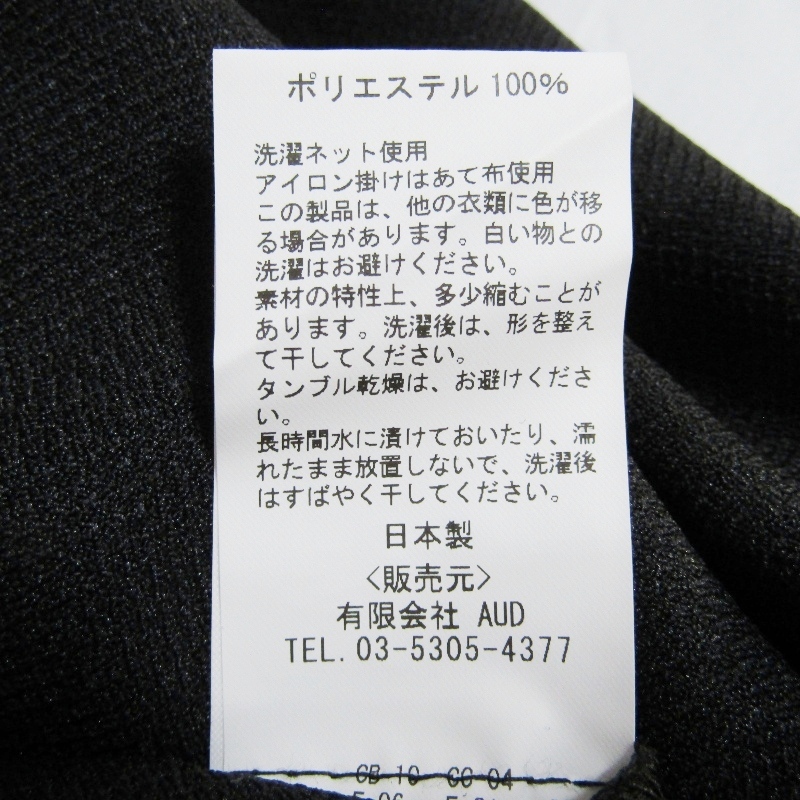 ポリエステル 100%
洗濯ネット使用
アイロン掛けはあて布使用
この製品は、他の衣類に色が移
る場合があります。白い物との
洗濯はお避けください。
素材の特性上、多少縮むことが
あります。洗濯後は、形を整え
て干してください。
タンブル乾燥は、お避けくださ
い。
長時間水に漬けておいたり、濡
れたまま放置しないで、洗濯後
はすばやく干してください。
日本製
<販売元>
有限会社 AUD
TEL. 03-5305-4377